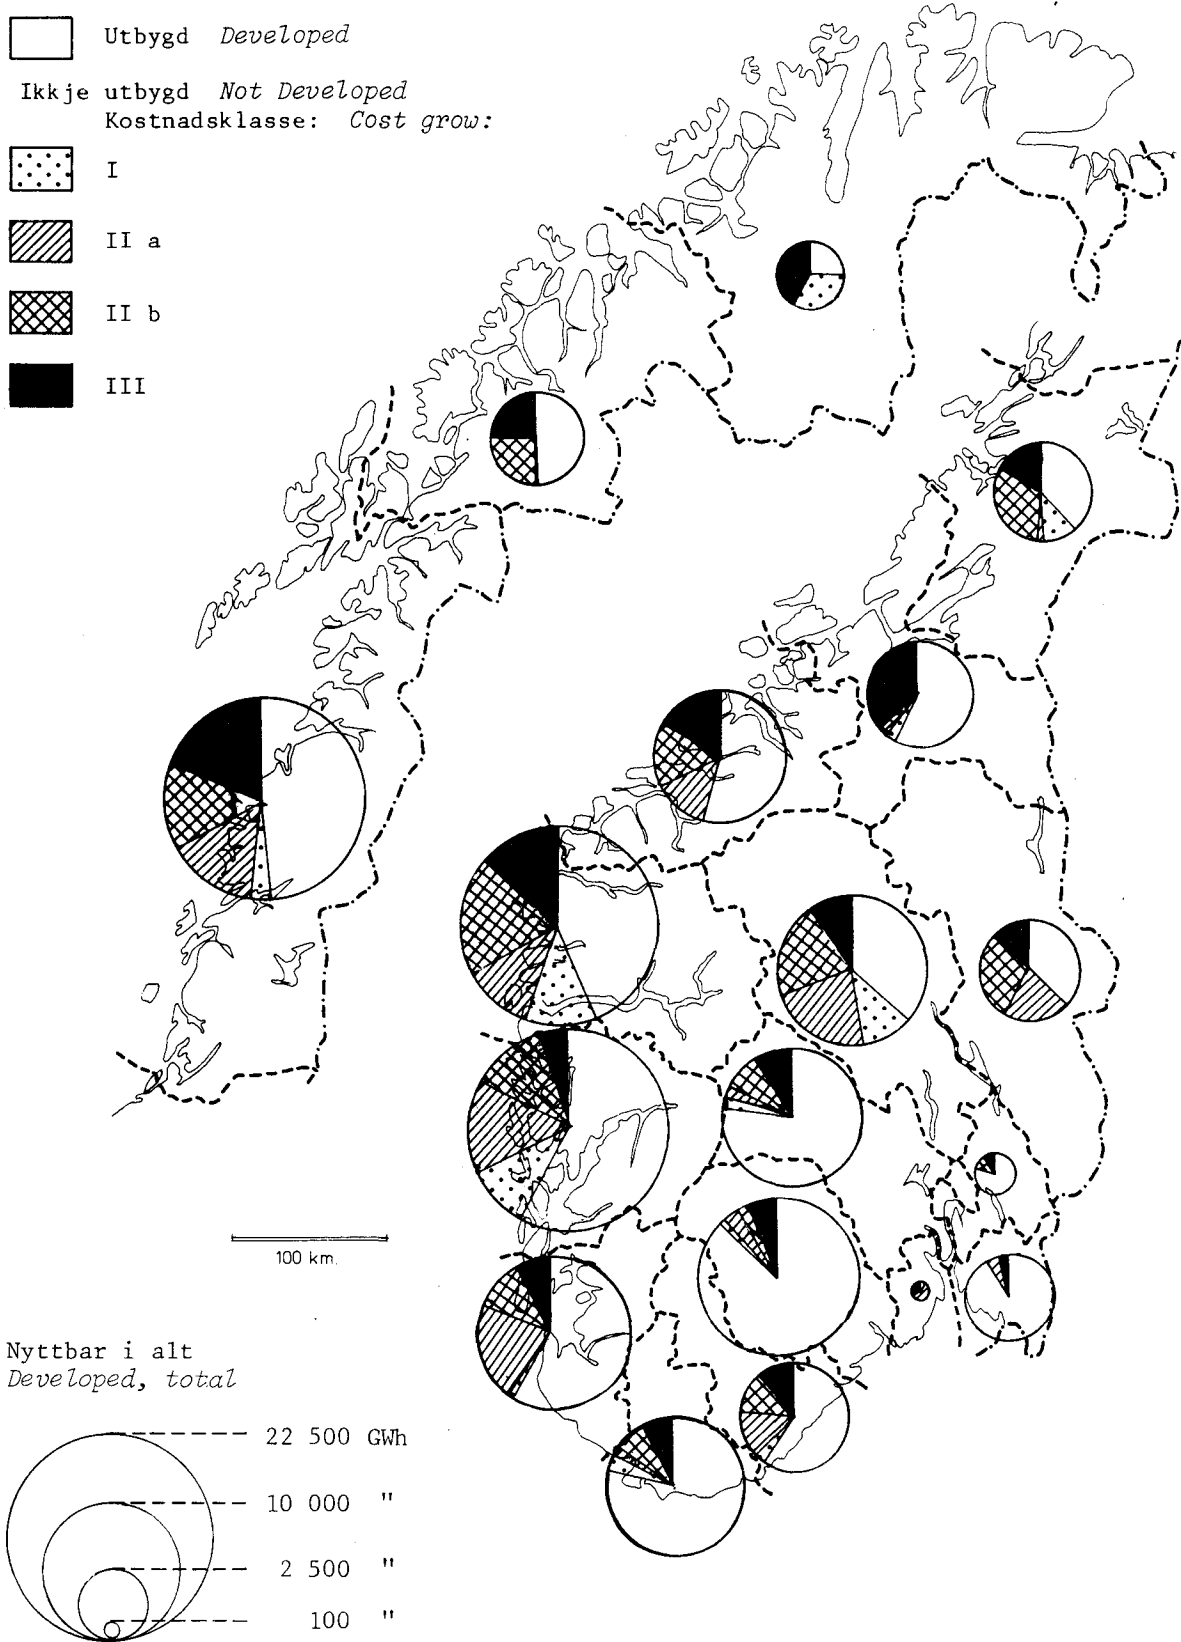 Utbygd Developed
Ikkje utbygd Not Developed
Kostnadsklasse: Cost grow:
I
II a
II b
III
100 km.
Nyttbar i alt
Developed, total
22 500 GWh
10 000 "
2 500 "
100 "